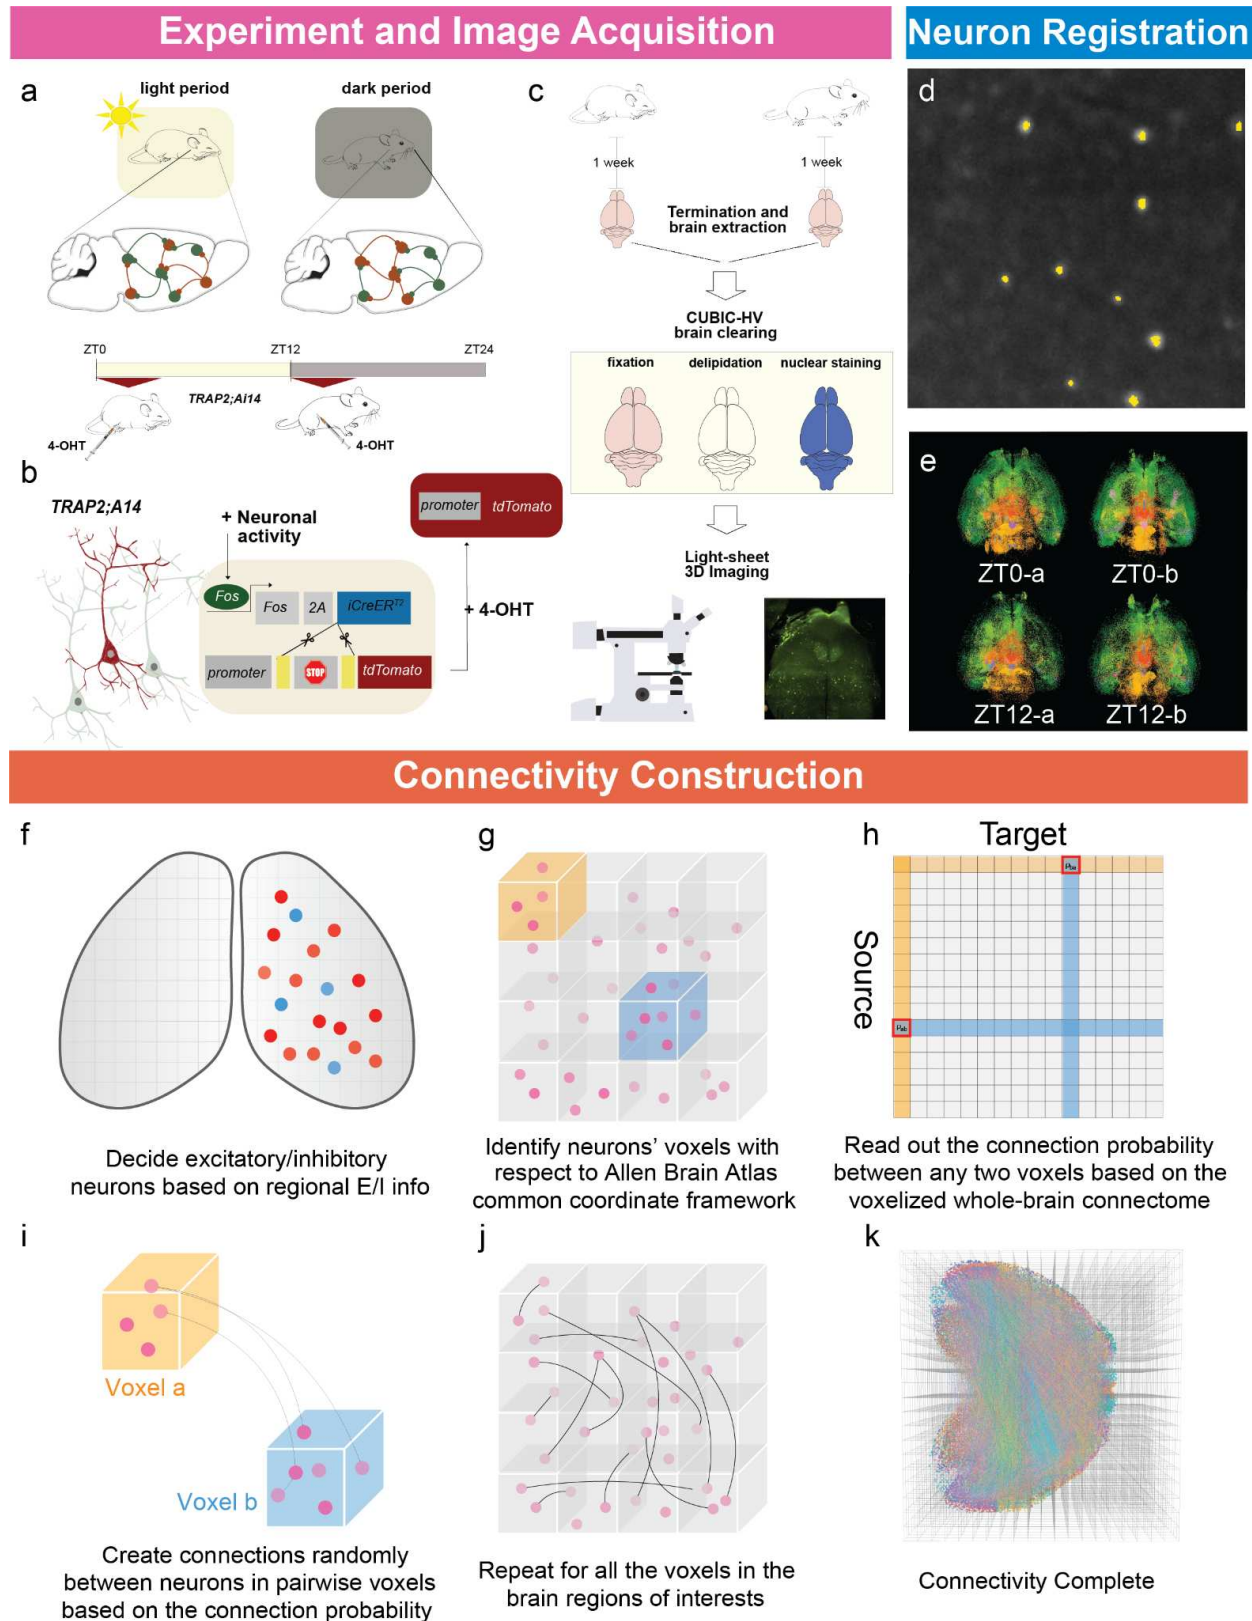 Experiment and Image Acquisition
Neuron Registration
a
light period
dark period
ZT0
ZT12
ZT24
TRAP2;Ai14
4-OHT
4-OHT
b
TRAP2;A14
+ Neuronal
activity
Fos
Fos
2A
iCreERT2
promoter
STOP
tdTomato
promoter
tdTomato
+ 4-OHT
c
1 week
1 week
Termination and
brain extraction
CUBIC-HV
brain clearing
fixation
delipidation
nuclear staining
Light-sheet
3D Imaging
d
e
ZT0-a
ZT0-b
ZT12-a
ZT12-b
Connectivity Construction
f
Decide excitatory/inhibitory
neurons based on regional E/I info
g
Identify neurons' voxels with
respect to Allen Brain Atlas
common coordinate framework
h
Target
Source
Pba
Pab
Read out the connection probability
between any two voxels based on the
voxelized whole-brain connectome
i
Voxel a
Voxel b
Create connections randomly
between neurons in pairwise voxels
based on the connection probability
j
Repeat for all the voxels in the
brain regions of interests
k
Connectivity Complete